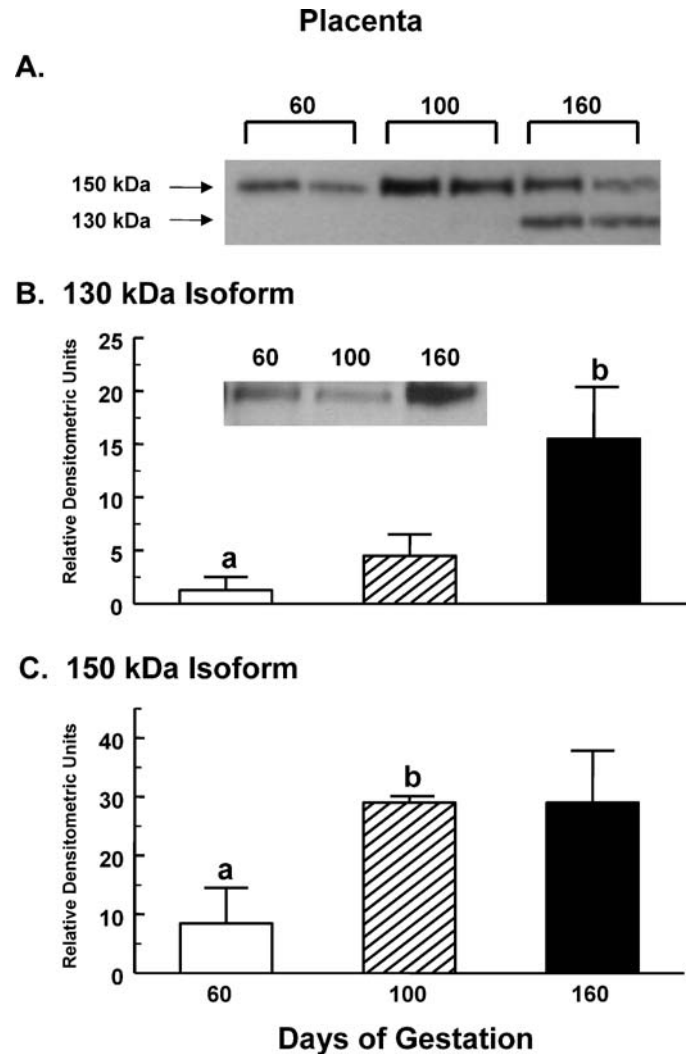 Placenta
A.
60 100 160
150 kDa
130 kDa
B. 130 kDa Isoform
Relative Densitometric Units
25
20
15
10
5
0
60 100 160
a
b
C. 150 kDa Isoform
Relative Densitometric Units
40
30
20
10
0
a
b
60 100 160
Days of Gestation